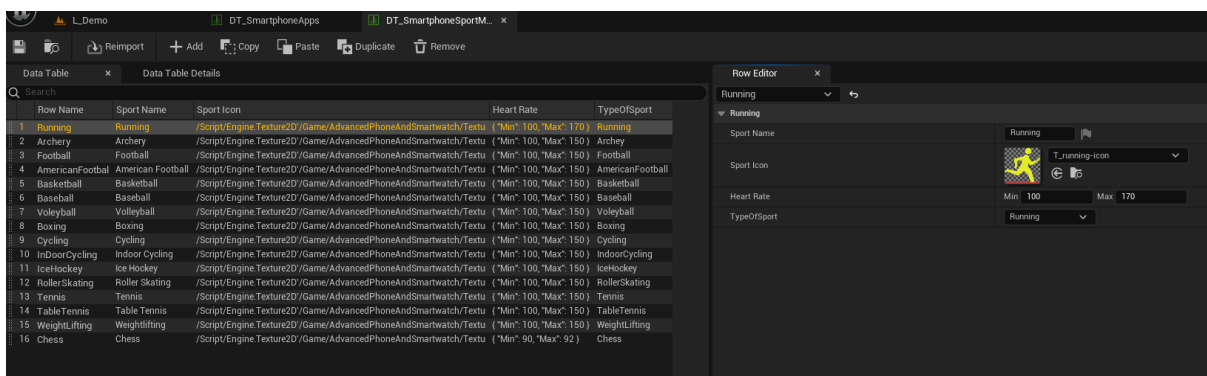 L_Demo DT_SmartphoneApps DT_SmartphoneSportM... ×
Reimport Add Copy Paste Duplicate Remove
Data Table × Data Table Details Row Editor ×
Search
Running
Row Name Sport Name Sport Icon Heart Rate TypeOfSport
Running
1 Running Running /Script/Engine.Texture2D'/Game/AdvancedPhoneAndSmartwatch/Textu { "Min": 100, "Max": 170 } Running
2 Archery Archery /Script/Engine.Texture2D'/Game/AdvancedPhoneAndSmartwatch/Textu { "Min": 100, "Max": 150 } Archey
3 Football Football /Script/Engine.Texture2D'/Game/AdvancedPhoneAndSmartwatch/Textu { "Min": 100, "Max": 150 } Football
4 AmericanFootbal American Football /Script/Engine.Texture2D'/Game/AdvancedPhoneAndSmartwatch/Textu { "Min": 100, "Max": 150 } AmericanFootball
5 Basketball Basketball /Script/Engine.Texture2D'/Game/AdvancedPhoneAndSmartwatch/Textu { "Min": 100, "Max": 150 } Basketball
6 Baseball Baseball /Script/Engine.Texture2D'/Game/AdvancedPhoneAndSmartwatch/Textu { "Min": 100, "Max": 150 } Baseball
7 Voleyball Volleyball /Script/Engine.Texture2D'/Game/AdvancedPhoneAndSmartwatch/Textu { "Min": 100, "Max": 150 } Voleyball
8 Boxing Boxing /Script/Engine.Texture2D'/Game/AdvancedPhoneAndSmartwatch/Textu { "Min": 100, "Max": 150 } Boxing
9 Cycling Cycling /Script/Engine.Texture2D'/Game/AdvancedPhoneAndSmartwatch/Textu { "Min": 100, "Max": 150 } Cycling
10 InDoorCycling Indoor Cycling /Script/Engine.Texture2D'/Game/AdvancedPhoneAndSmartwatch/Textu { "Min": 100, "Max": 150 } IndoorCycling
11 IceHockey Ice Hockey /Script/Engine.Texture2D'/Game/AdvancedPhoneAndSmartwatch/Textu { "Min": 100, "Max": 150 } IceHockey
12 RollerSkating Roller Skating /Script/Engine.Texture2D'/Game/AdvancedPhoneAndSmartwatch/Textu { "Min": 100, "Max": 150 } RollerSkating
13 Tennis Tennis /Script/Engine.Texture2D'/Game/AdvancedPhoneAndSmartwatch/Textu { "Min": 100, "Max": 150 } Tennis
14 TableTennis Table Tennis /Script/Engine.Texture2D'/Game/AdvancedPhoneAndSmartwatch/Textu { "Min": 100, "Max": 150 } TableTennis
15 WeightLifting Weightlifting /Script/Engine.Texture2D'/Game/AdvancedPhoneAndSmartwatch/Textu { "Min": 100, "Max": 150 } WeightLifting
16 Chess Chess /Script/Engine.Texture2D'/Game/AdvancedPhoneAndSmartwatch/Textu { "Min": 90, "Max": 92 } Chess
Sport Name Running
Sport Icon T_running-icon
Heart Rate Min 100 Max 170
TypeOfSport Running